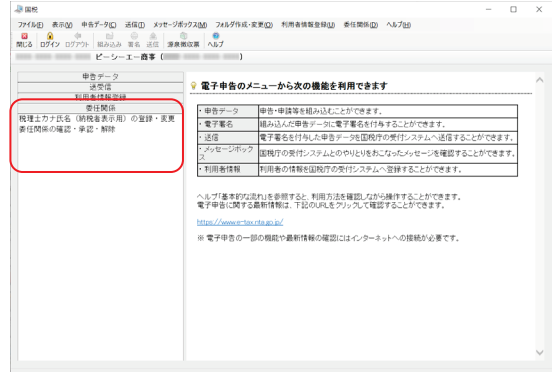 国税
ファイル(F) 表示(V) 申告データ(C) 送信(T) メッセージボックス(M) フォルダ作成・変更(O) 利用者情報登録(U) 委任関係(D) ヘルプ(H)
閉じる ログイン ログアウト 組み込み 署名 送信 源泉徴収票 ヘルプ
ピーシーエー商事 (
申告データ
送受信
利用者情報登録
委任関係
税理士カナ氏名(納税者表示用)の登録・変更
委任関係の確認・承認・解除
電子申告のメニューから次の機能を利用できます
・申告データ 申告・申請等を組み込むことができます。
・電子署名 組み込んだ申告データに電子署名を付与することができます。
・送信 電子署名を付与した申告データを国税庁の受付システムへ送信することができます。
・メッセージボックス 国税庁の受付システムとのやりとりをおこなったメッセージを確認することができます。
・利用者情報 利用者の情報を国税庁の受付システムへ登録することができます。
ヘルプ「基本的な流れ」を参照すると、利用方法を確認しながら操作することができます。
電子申告に関する最新情報は、下記のURLをクリックして確認することができます。
https://www.e-tax.nta.go.jp/
※ 電子申告の一部の機能や最新情報の確認にはインターネットへの接続が必要です。